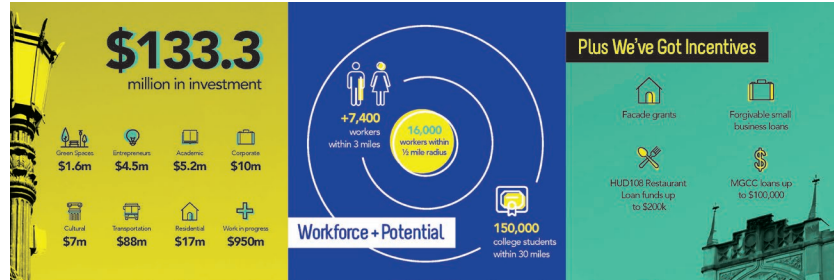 $133.3
million in investment
Green Spaces
$1.6m
Entrepreneurs
$4.5m
Academic
$5.2m
Corporate
$10m
Cultural
$7m
Transportation
$88m
Residential
$17m
Work in progress
$950m
+7,400
workers
within 3 miles
16,000
workers within
½ mile radius
150,000
college students
within 30 miles
Workforce + Potential
Plus We've Got Incentives
Facade grants
Forgivable small
business loans
HUD108 Restaurant
Loan funds up
to $200k
MGCC loans up
to $100,000